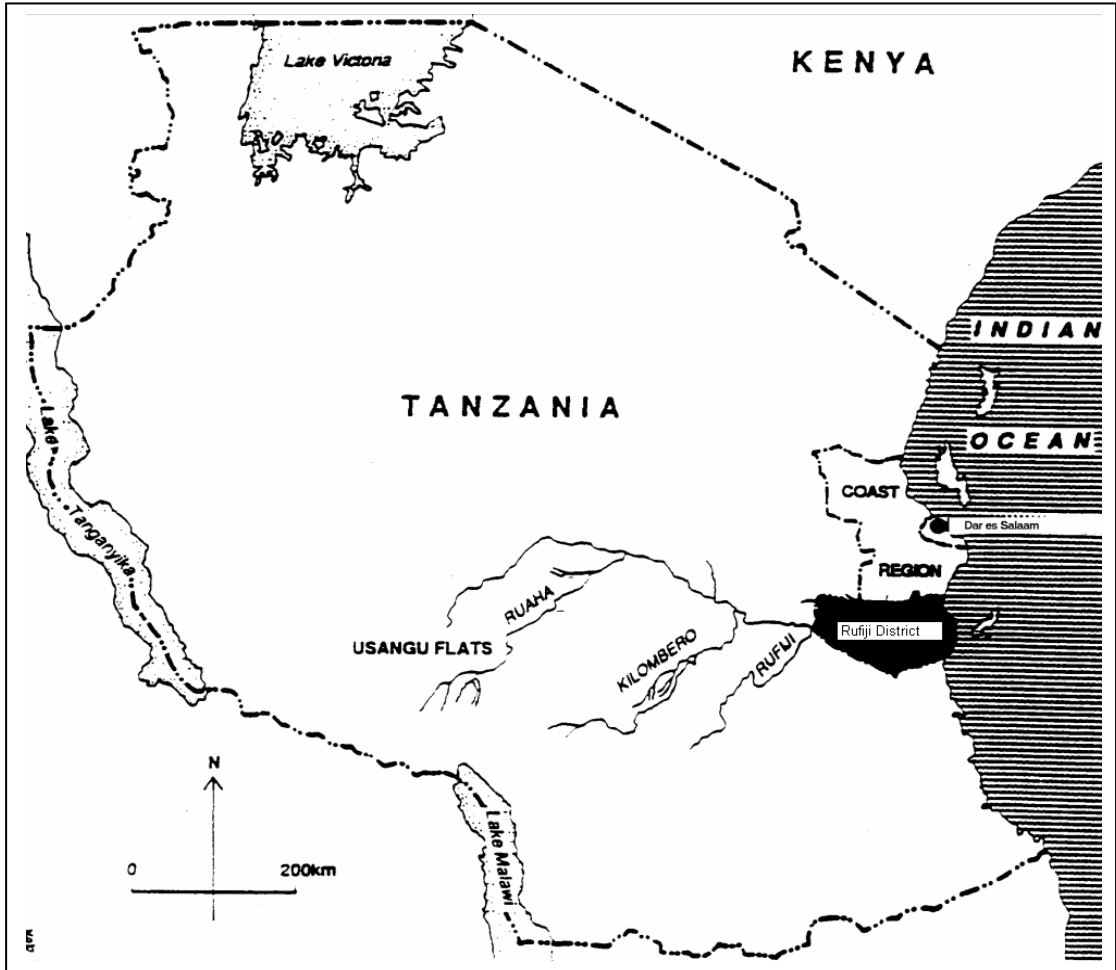 Lake Victona
KENYA
INDIAN
TANZANIA
OCEAN
COAST
Dar es Salaam
Lake Tanganyika
REGION
RUAHA
Rufiji District
USANGU FLATS
KILOMBERO
RUFIJI
N
Lake Malawi
0 200km